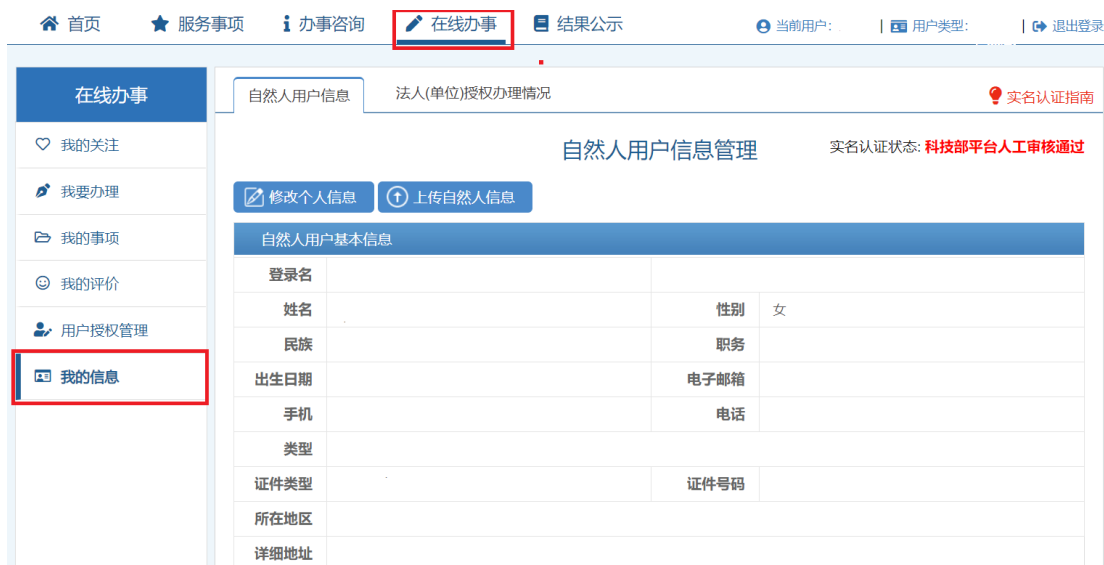 首页 服务事项 办事咨询 在线办事 结果公示 当前用户: | 用户类型: | 退出登录
在线办事
我的关注
我要办理
我的事项
我的评价
用户授权管理
我的信息
自然人用户信息 法人(单位)授权办理情况 实名认证指南
自然人用户信息管理 实名认证状态: 科技部平台人工审核通过
修改个人信息 上传自然人信息
自然人用户基本信息
登录名
姓名 性别 女
民族 职务
出生日期 电子邮箱
手机 电话
类型
证件类型 证件号码
所在地区
详细地址